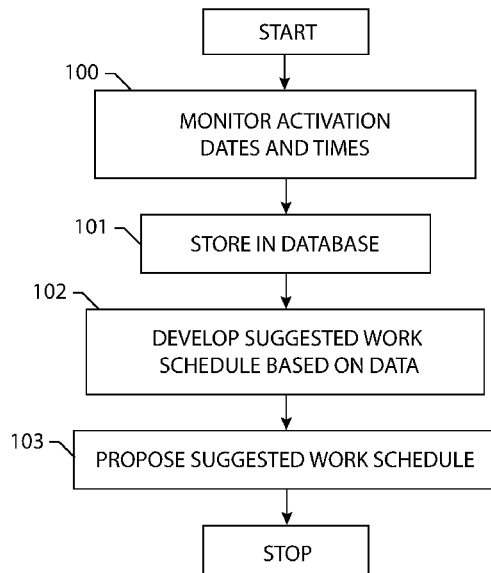 START
100
MONITOR ACTIVATION
DATES AND TIMES
101
STORE IN DATABASE
102
DEVELOP SUGGESTED WORK
SCHEDULE BASED ON DATA
103
PROPOSE SUGGESTED WORK SCHEDULE
STOP